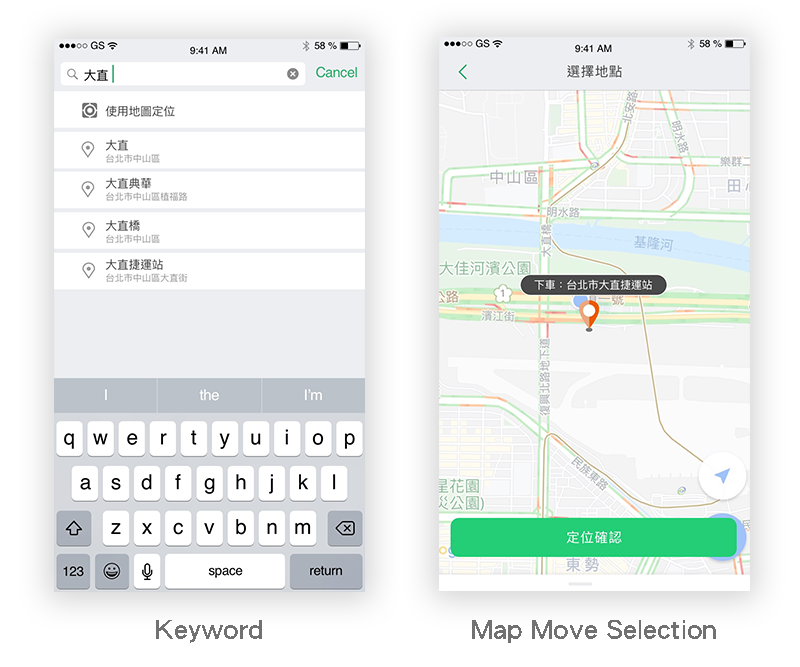 GS
9:41 AM
58 %
大直
Cancel
使用地圖定位
大直
台北市中山區
大直典華
台北市中山區植福路
大直橋
台北市中山區
大直捷運站
台北市中山區大直街
I
the
I'm
q w e r t y u i o p
a s d f g h j k l
z x c v b n m
123
space
return
Keyword
GS
9:41 AM
58 %
選擇地點
北安路
明水路
樂群二
中山區
田心
明水路
大直橋
基隆河
大佳河濱公園
下車：台北市大直捷運站
1
公路
一號
濱江街
復興北路地下道
民族東路
星花園
災公園)
定位確認
東勢
Map Move Selection